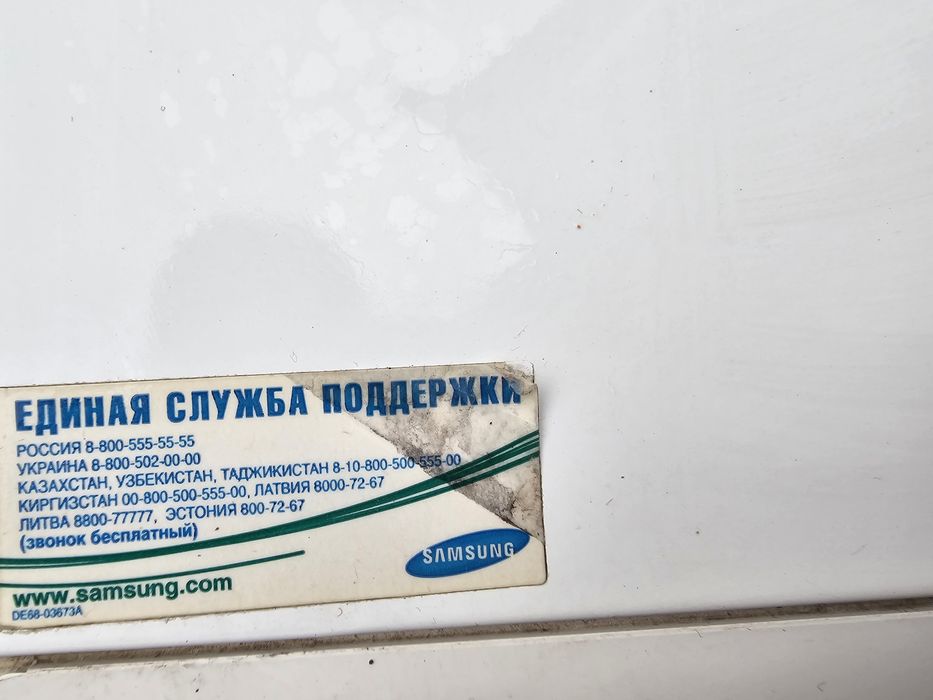 ЕДИНАЯ СЛУЖБА ПОДДЕРЖКИ
РОССИЯ 8-800-555-55-55
УКРАИНА 8-800-502-00-00
КАЗАХСТАН, УЗБЕКИСТАН, ТАДЖИКИСТАН 8-10-800-500-555-00
КИРГИЗСТАН 00-800-500-555-00, ЛАТВИЯ 8000-72-67
ЛИТВА 8800-77777, ЭСТОНИЯ 800-72-67
(звонок бесплатный)
SAMSUNG
www.samsung.com
DE68-03673A